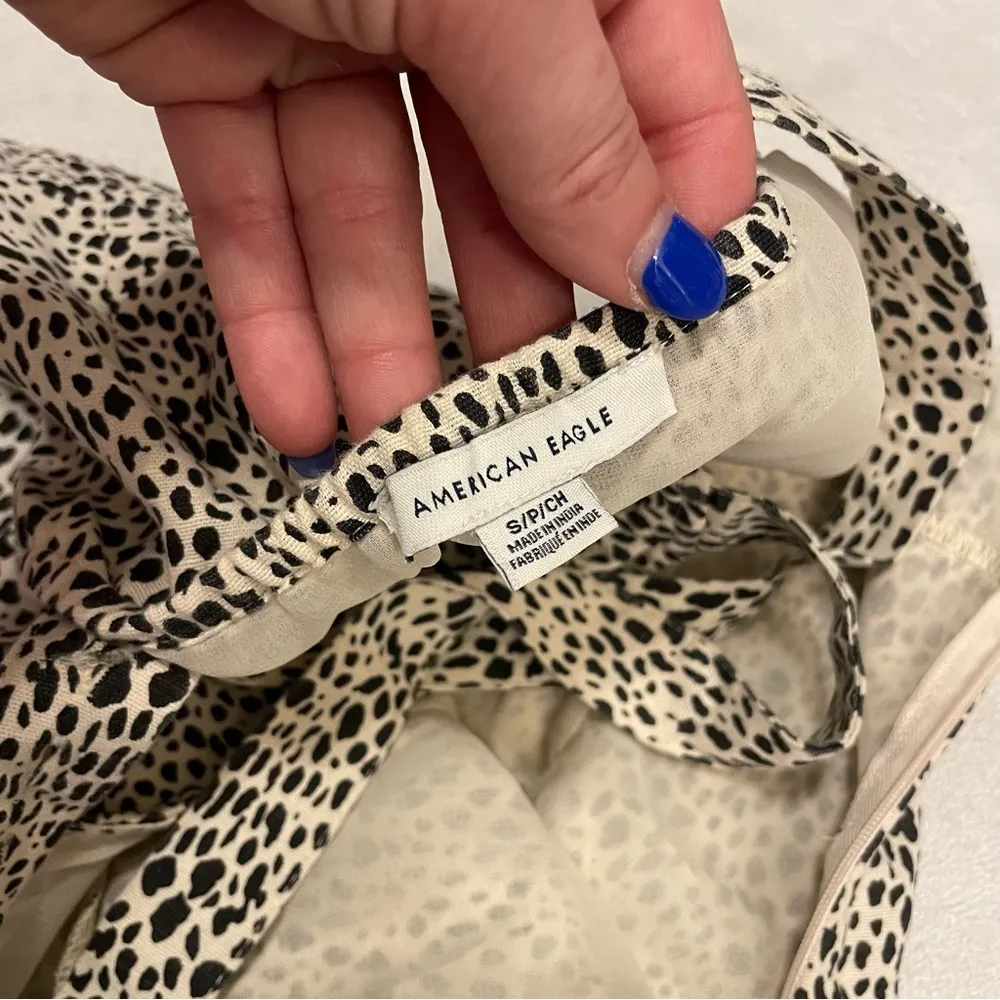 AMERICAN EAGLE
S/P/CH
MADE IN INDIA
FABRIQUÉ EN INDE